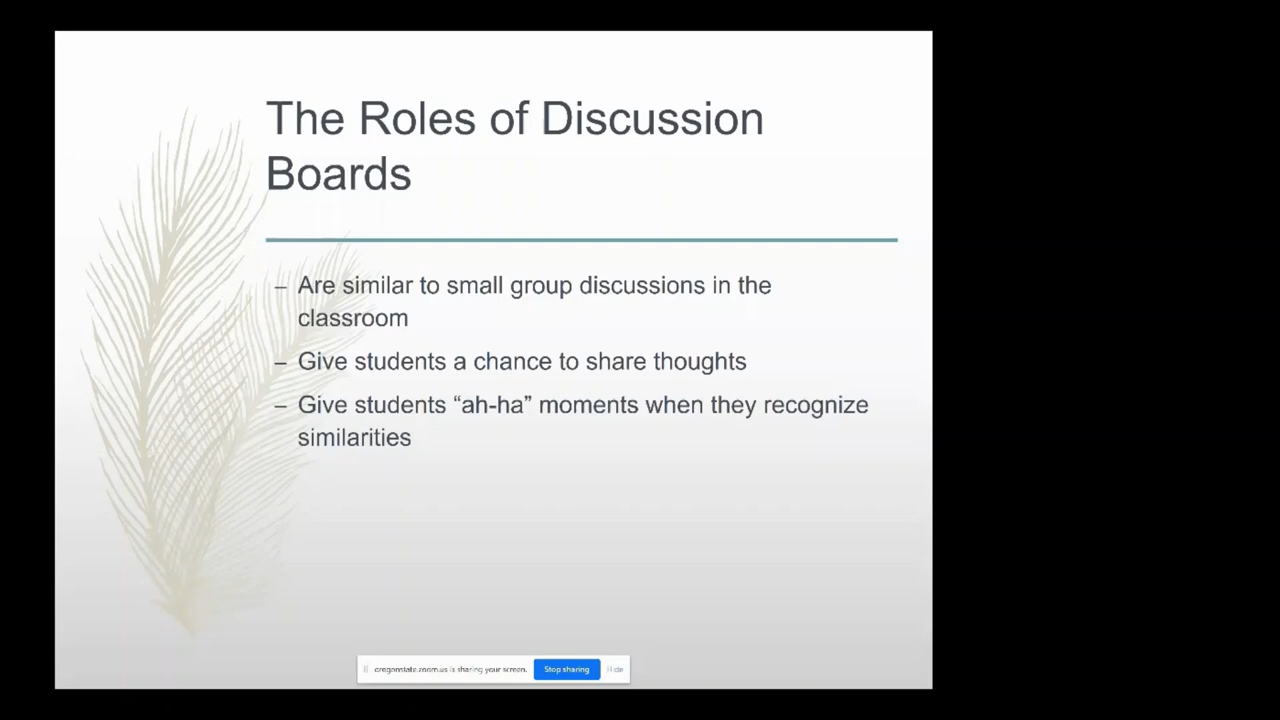 The Roles of Discussion
Boards
– Are similar to small group discussions in the
classroom
– Give students a chance to share thoughts
– Give students “ah-ha” moments when they recognize
similarities
oregonstate.zoom.us is sharing your screen. Stop sharing Hide